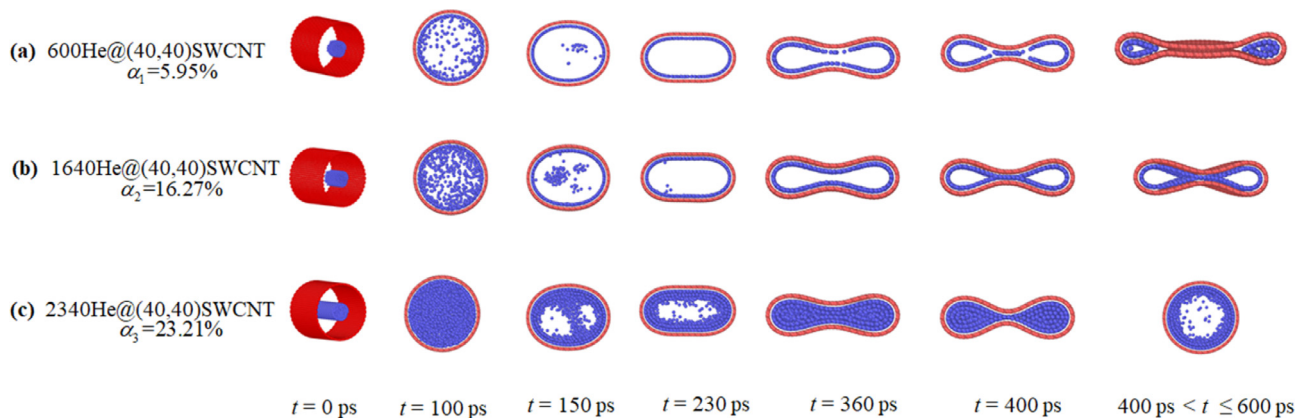 (a) 600He@(40,40)SWCNT
α₁=5.95%
(b) 1640He@(40,40)SWCNT
α₂=16.27%
(c) 2340He@(40,40)SWCNT
α₃=23.21%
t = 0 ps t = 100 ps t = 150 ps t = 230 ps t = 360 ps t = 400 ps 400 ps < t ≤ 600 ps